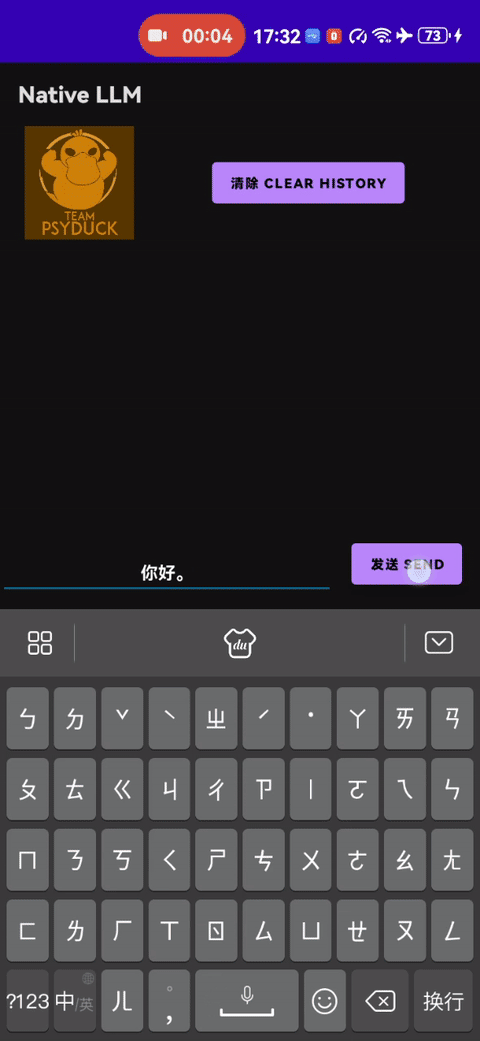 00:04 17:32 73
Native LLM
TEAM
PSYDUCK
清除 CLEAR HISTORY
你好。
发送 SEND
du
ㄅ ㄉ ˇ ˋ ㄓ ˊ ˙ ㄚ ㄞ ㄢ
ㄆ ㄊ ㄍ ㄐ ㄔ ㄗ ㄧ ㄛ ㄟ ㄣ
ㄇ ㄋ ㄎ ㄑ ㄕ ㄘ ㄨ ㄜ ㄠ ㄤ
ㄈ ㄌ ㄏ ㄒ ㄖ ㄙ ㄩ ㄝ ㄡ ㄥ
?123 中/英 ㄦ 。， 换行